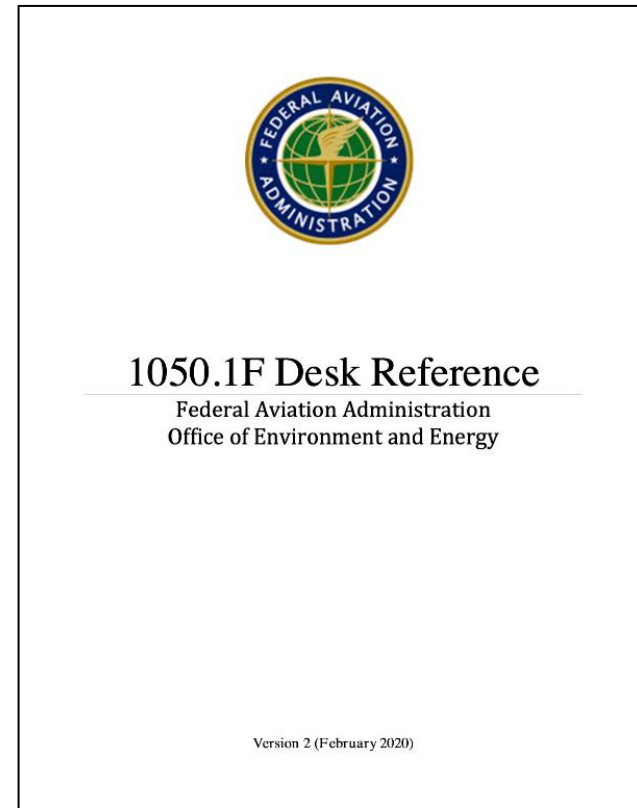 FEDERAL AVIATION
ADMINISTRATION
1050.1F Desk Reference
Federal Aviation Administration
Office of Environment and Energy
Version 2 (February 2020)